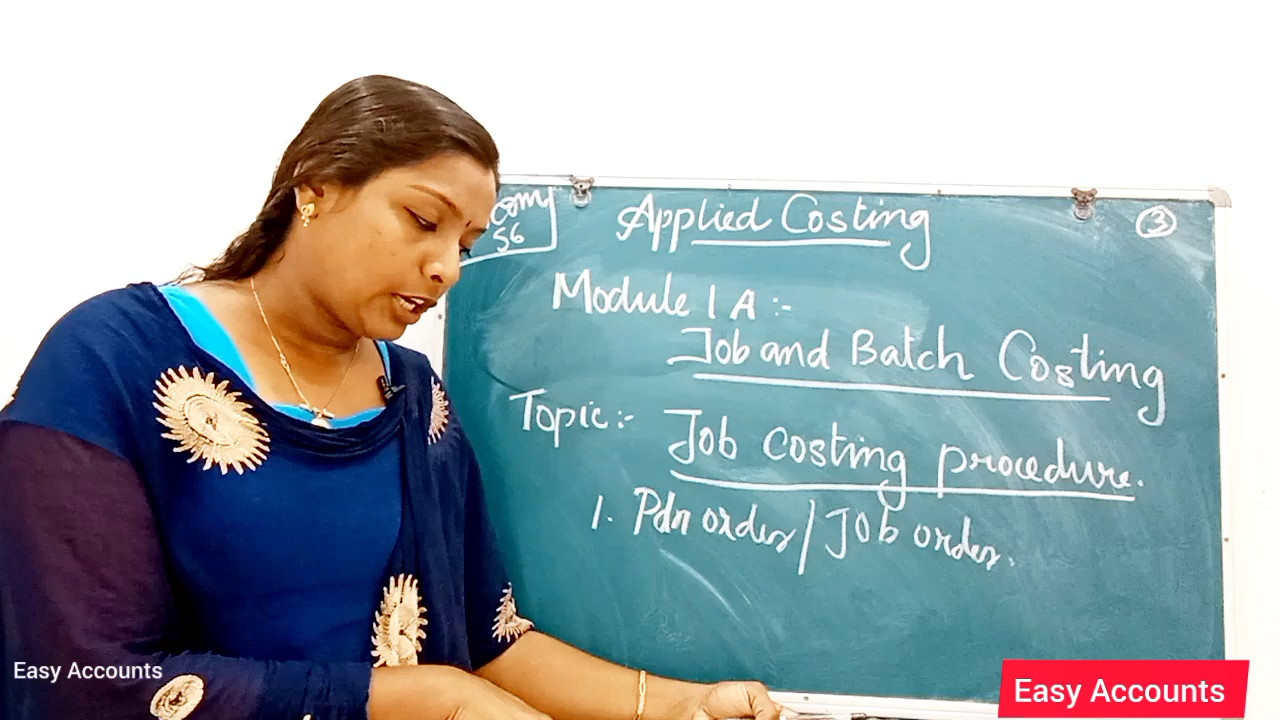 com
56
Applied Costing
3
Module 1 A :-
Job and Batch Costing
Topic :- Job costing procedure.
1. Pdn order / Job order.
Easy Accounts
Easy Accounts